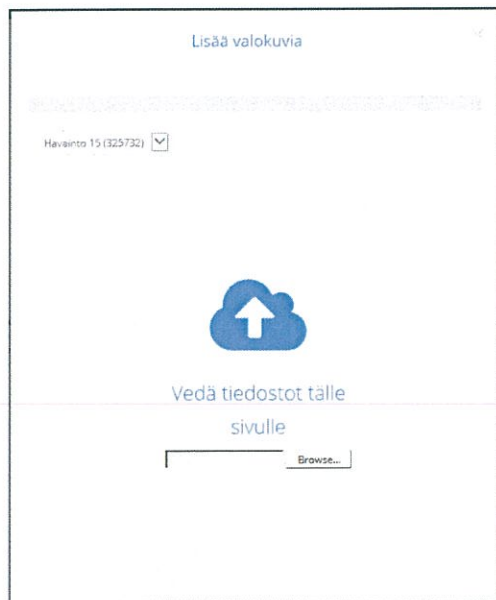 Lisää valokuvia
Havainto 15 (325732)
Vedä tiedostot tälle
sivulle
Browse...